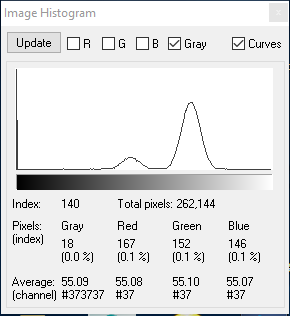 Image Histogram
Update R G B Gray Curves
Index: 140 Total pixels: 262,144
Pixels: Gray Red Green Blue
(index) 18 167 152 146
(0.0 %) (0.1 %) (0.1 %) (0.1 %)
Average: 55.09 55.08 55.10 55.07
(channel) #373737 #37 #37 #37